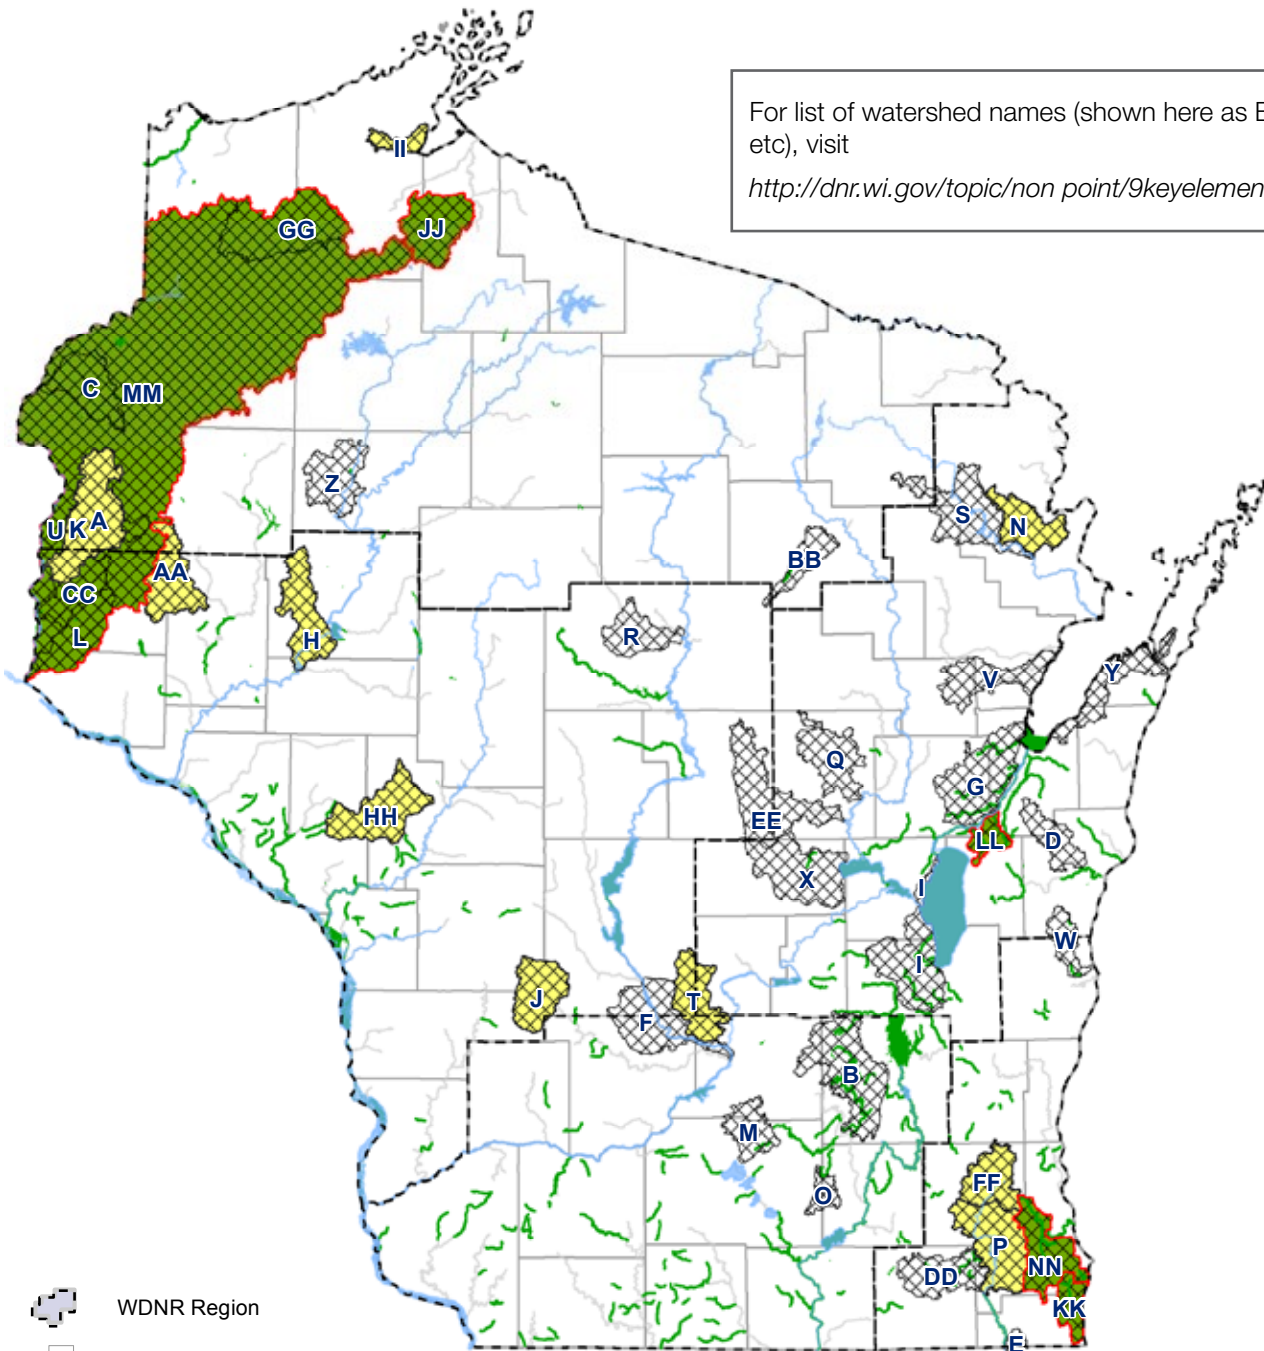 For list of watershed names (shown here as
etc), visit
http://dnr.wi.gov/topic/non point/9keyelemen
II
GG
JJ
C
MM
Z
U
K
A
S
N
BB
AA
CC
H
R
L
V
Y
Q
G
HH
EE
LL
D
X
I
W
I
J
T
F
B
M
O
FF
P
NN
DD
KK
E
WDNR Region